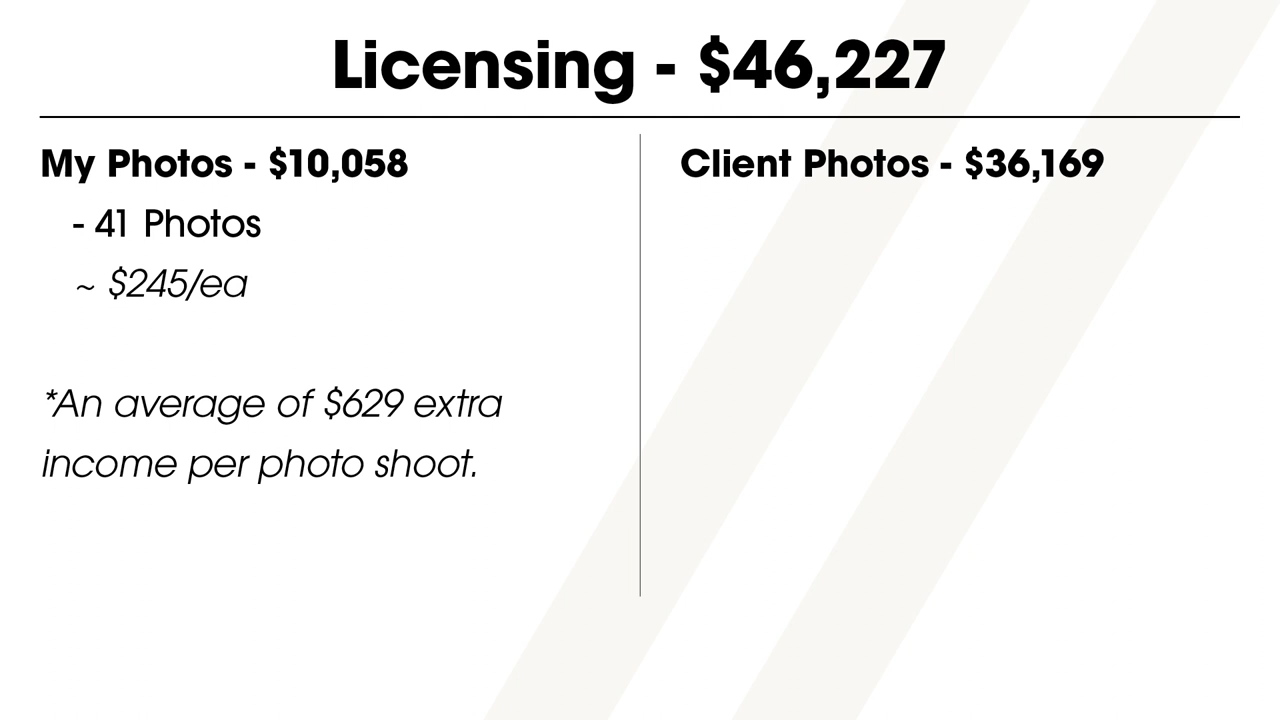 Licensing - $46,227
My Photos - $10,058
- 41 Photos
~ $245/ea
*An average of $629 extra
income per photo shoot.
Client Photos - $36,169